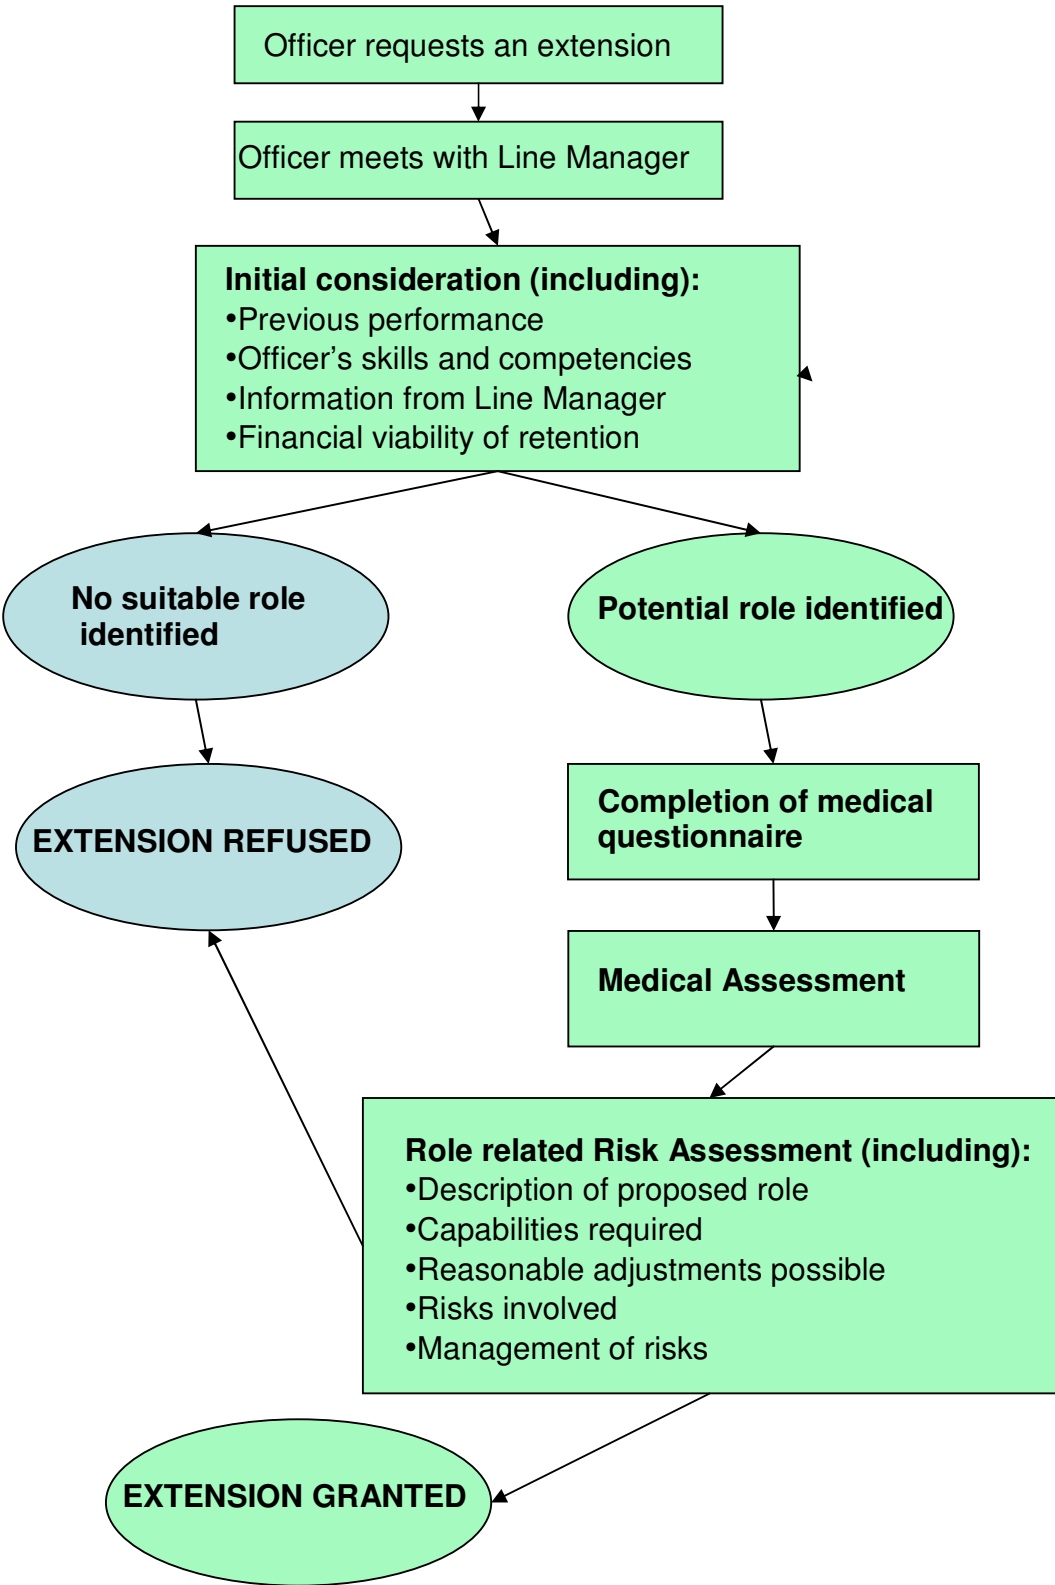 Officer requests an extension
Officer meets with Line Manager
Initial consideration (including):
•Previous performance
•Officer's skills and competencies
•Information from Line Manager
•Financial viability of retention
No suitable role
identified
Potential role identified
EXTENSION REFUSED
Completion of medical
questionnaire
Medical Assessment
Role related Risk Assessment (including):
•Description of proposed role
•Capabilities required
•Reasonable adjustments possible
•Risks involved
•Management of risks
EXTENSION GRANTED